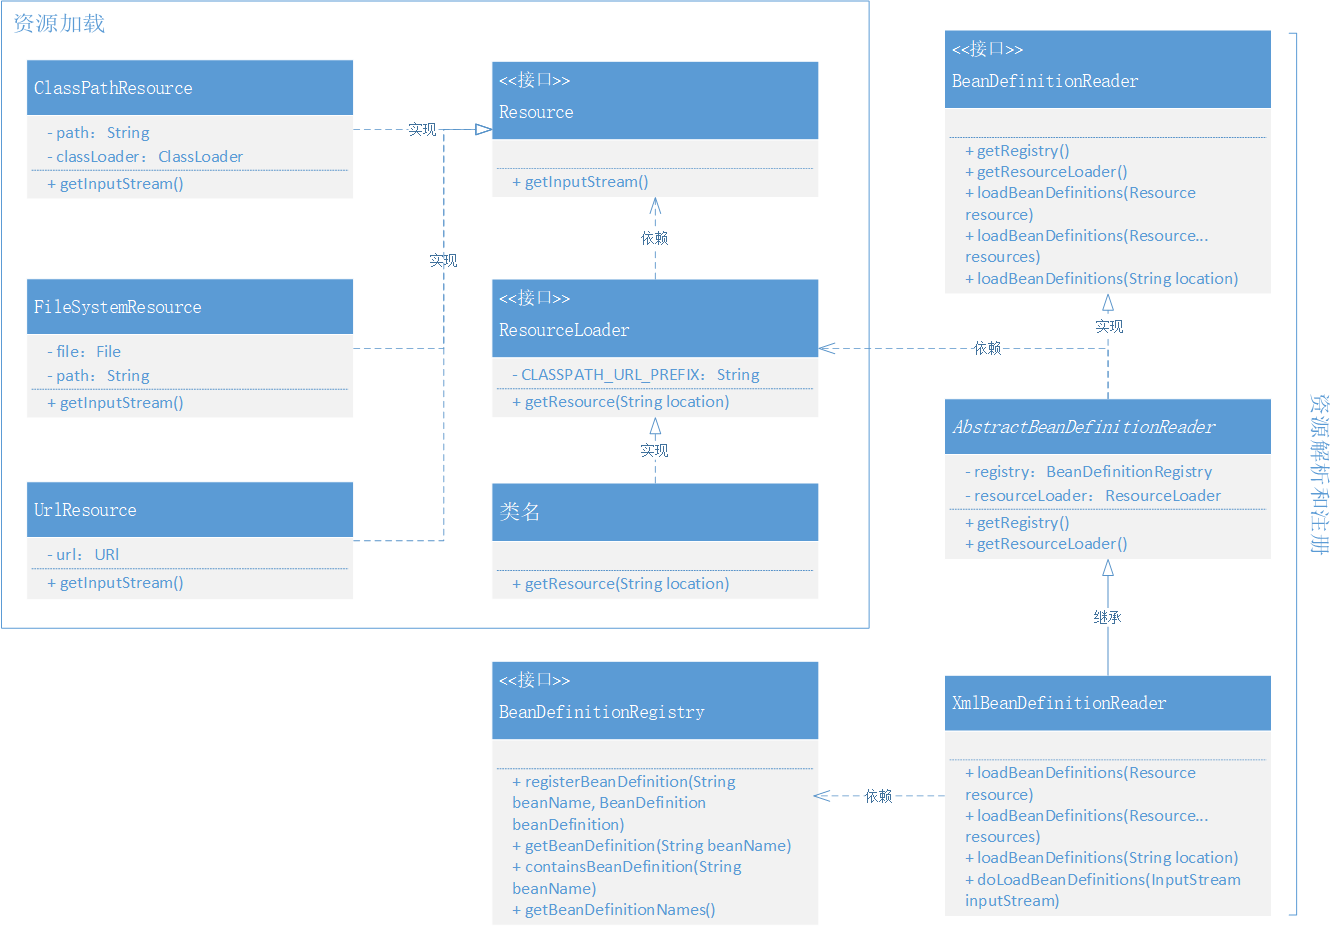 资源加载
ClassPathResource
- path：String
- classLoader：ClassLoader
+ getInputStream()
实现
<<接口>>
Resource
+ getInputStream()
依赖
实现
FileSystemResource
- file：File
- path：String
+ getInputStream()
<<接口>>
ResourceLoader
- CLASSPATH_URL_PREFIX：String
+ getResource(String location)
实现
UrlResource
- url：URl
+ getInputStream()
类名
+ getResource(String location)
<<接口>>
BeanDefinitionReader
+ getRegistry()
+ getResourceLoader()
+ loadBeanDefinitions(Resource
resource)
+ loadBeanDefinitions(Resource...
resources)
+ loadBeanDefinitions(String location)
实现
依赖
AbstractBeanDefinitionReader
- registry：BeanDefinitionRegistry
- resourceLoader：ResourceLoader
+ getRegistry()
+ getResourceLoader()
继承
资源解析和注册
<<接口>>
BeanDefinitionRegistry
+ registerBeanDefinition(String
beanName, BeanDefinition
beanDefinition)
+ getBeanDefinition(String beanName)
+ containsBeanDefinition(String
beanName)
+ getBeanDefinitionNames()
依赖
XmlBeanDefinitionReader
+ loadBeanDefinitions(Resource
resource)
+ loadBeanDefinitions(Resource...
resources)
+ loadBeanDefinitions(String location)
+ doLoadBeanDefinitions(InputStream
inputStream)